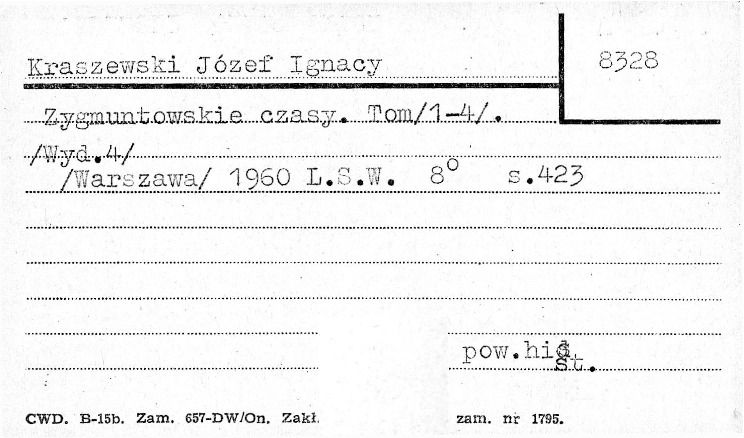 Kraszewski Józef Ignacy
8328
Zygmuntowskie czasy. Tom/1-4/.
/Wyd.4/
/Warszawa/ 1960 L.S.W. 8° s.423
pow.hist.
CWD. B-15b. Zam. 657-DW/On. Zakł. zam. nr 1795.